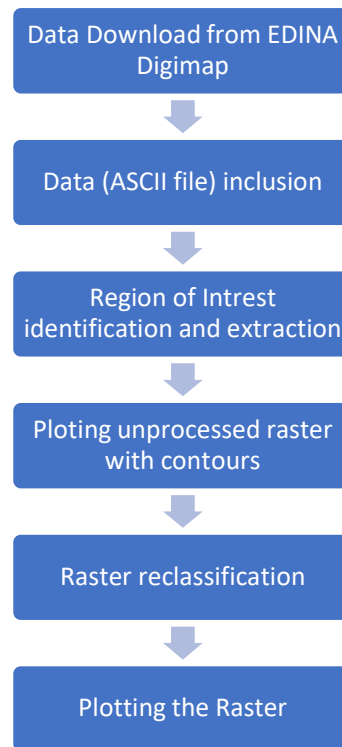 Data Download from EDINA
Digimap
Data (ASCII file) inclusion
Region of Intrest
identification and extraction
Ploting unprocessed raster
with contours
Raster reclassification
Plotting the Raster